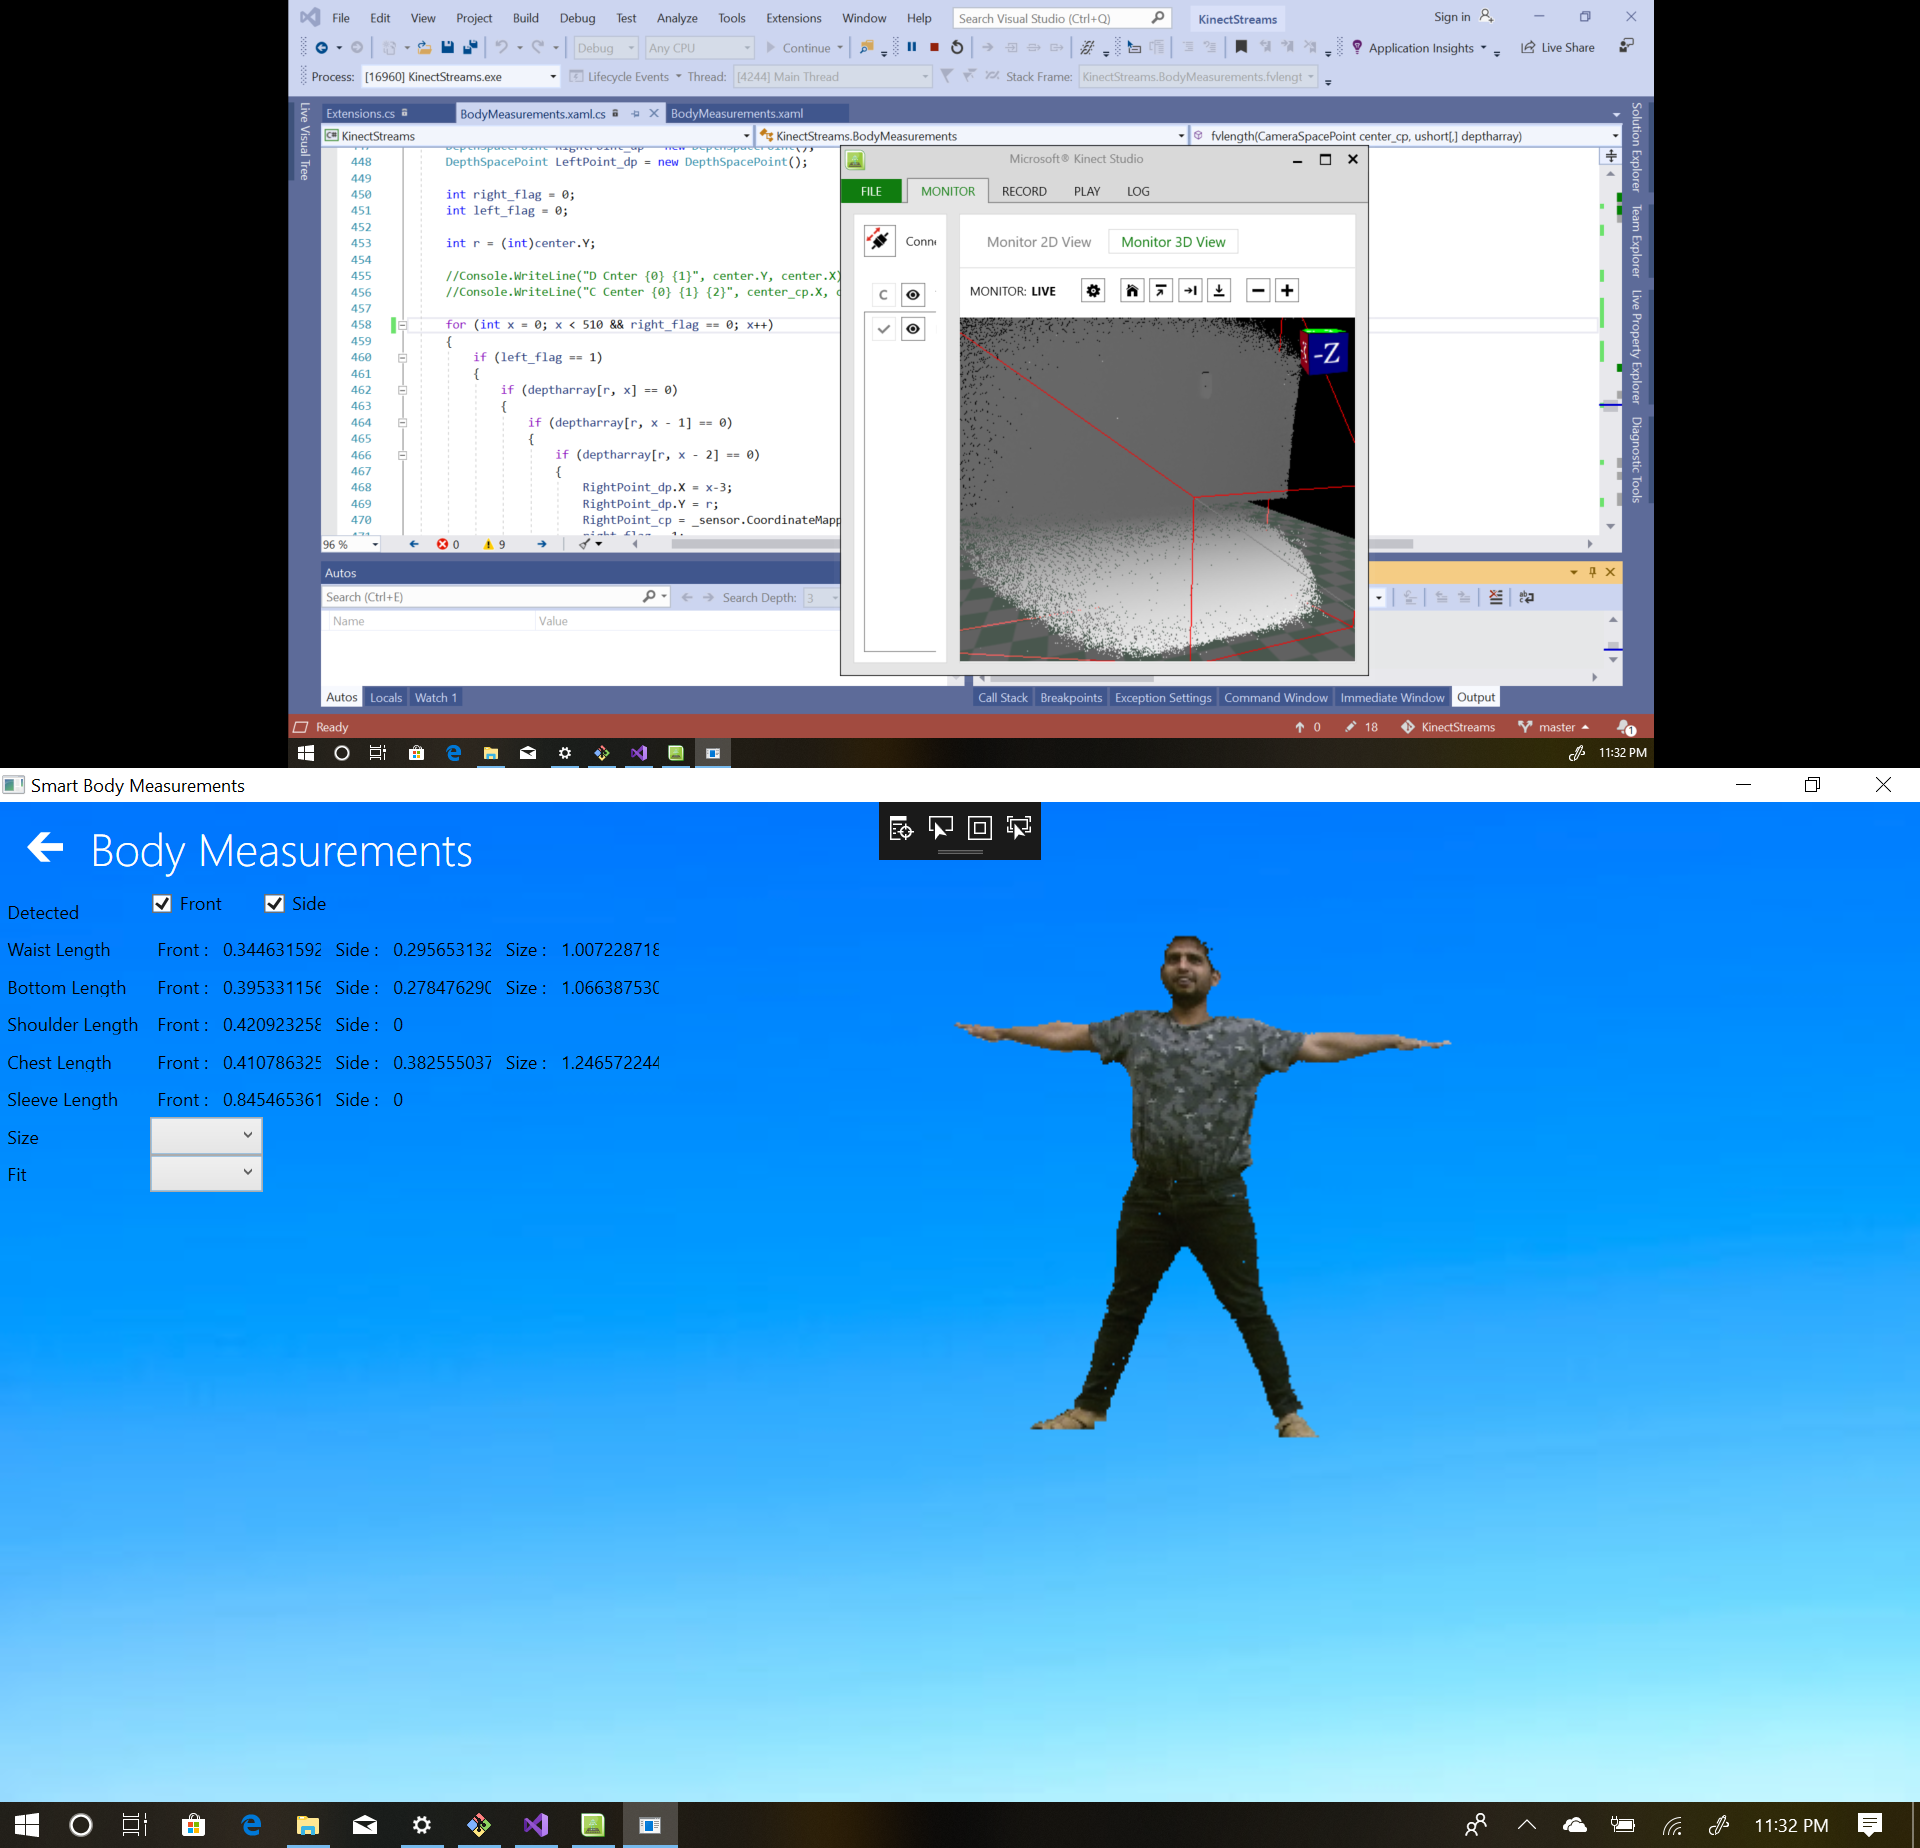 File Edit View Project Build Debug Test Analyze Tools Extensions Window Help Search Visual Studio (Ctrl+Q) KinectStreams Sign in
Debug Any CPU Continue Application Insights Live Share
Process: [16960] KinectStreams.exe Lifecycle Events Thread: [4244] Main Thread Stack Frame: KinectStreams.BodyMeasurements.fvlengt
Live Visual Tree
Extensions.cs BodyMeasurements.xaml.cs BodyMeasurements.xaml
KinectStreams KinectStreams.BodyMeasurements fvlength(CameraSpacePoint center_cp, ushort[,] deptharray)
448 DepthSpacePoint LeftPoint_dp = new DepthSpacePoint();
449
450 int right_flag = 0;
451 int left_flag = 0;
452
453 int r = (int)center.Y;
454
455 //Console.WriteLine("D Cnter {0} {1}", center.Y, center.X)
456 //Console.WriteLine("C Center {0} {1} {2}", center_cp.X,
457
458 for (int x = 0; x < 510 && right_flag == 0; x++)
459 {
460 if (left_flag == 1)
461 {
462 if (deptharray[r, x] == 0)
463 {
464 if (deptharray[r, x - 1] == 0)
465 {
466 if (deptharray[r, x - 2] == 0)
467 {
468 RightPoint_dp.X = x-3;
469 RightPoint_dp.Y = r;
470 RightPoint_cp = _sensor.CoordinateMapp
96 % 0 9
Microsoft® Kinect Studio
FILE MONITOR RECORD PLAY LOG
Conn
Monitor 2D View Monitor 3D View
C
MONITOR: LIVE
-Z
Solution Explorer
Team Explorer
Live Property Explorer
Diagnostic Tools
Autos
Search (Ctrl+E) Search Depth: 3
Name Value
Autos Locals Watch 1
Call Stack Breakpoints Exception Settings Command Window Immediate Window Output
Ready 0 18 KinectStreams master 1
11:32 PM
Smart Body Measurements
Body Measurements
Detected Front Side
Waist Length Front : 0.344631592 Side : 0.295653132 Size : 1.007228718
Bottom Length Front : 0.395331156 Side : 0.278476290 Size : 1.066387530
Shoulder Length Front : 0.420923258 Side : 0
Chest Length Front : 0.410786325 Side : 0.382555037 Size : 1.246572244
Sleeve Length Front : 0.845465361 Side : 0
Size
Fit
11:32 PM